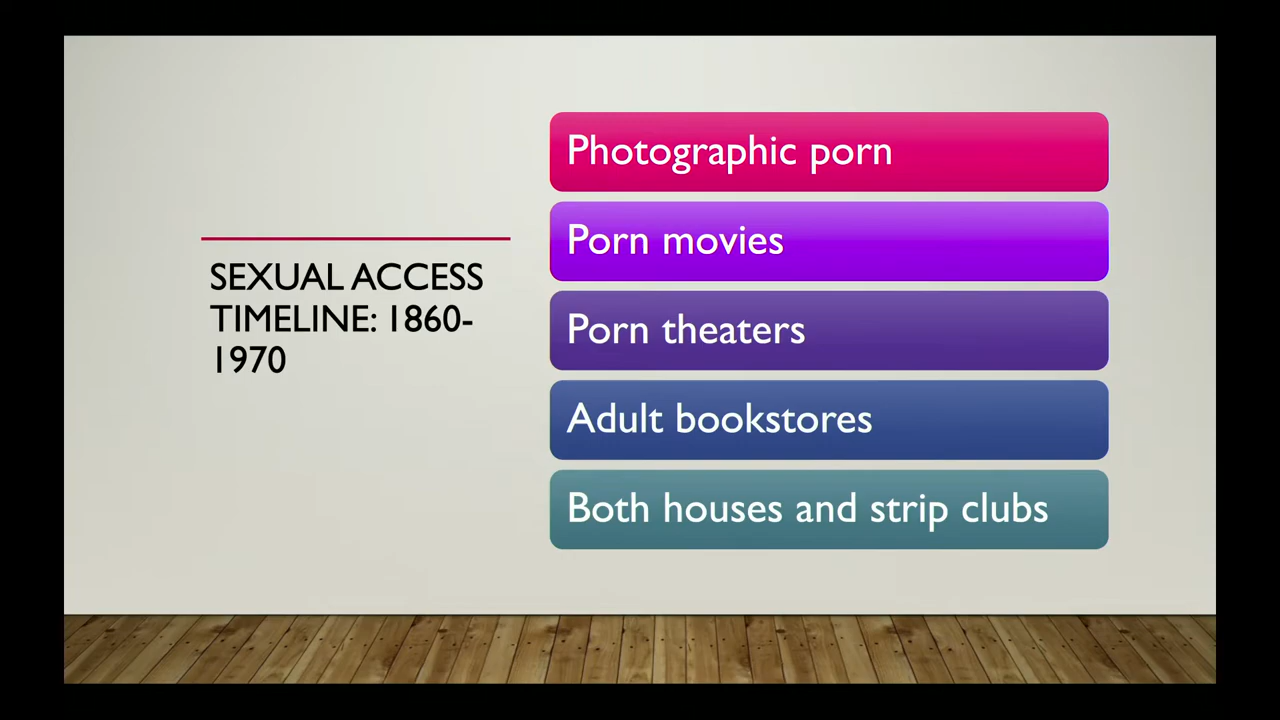 SEXUAL ACCESS
TIMELINE: 1860-
1970
Photographic porn
Porn movies
Porn theaters
Adult bookstores
Both houses and strip clubs